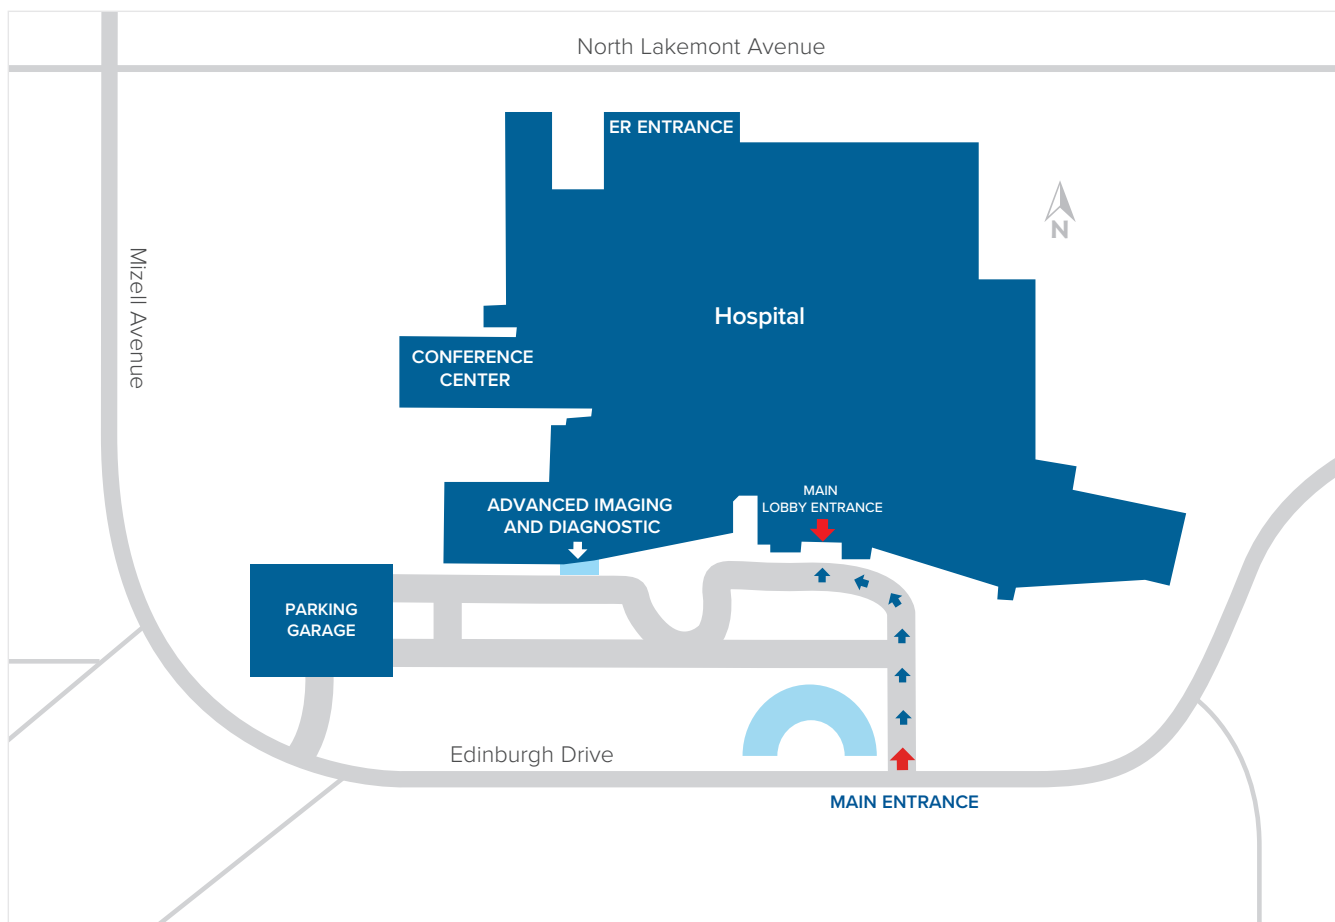 North Lakemont Avenue
ER ENTRANCE
N
Mizell Avenue
Hospital
CONFERENCE
CENTER
MAIN
LOBBY ENTRANCE
ADVANCED IMAGING
AND DIAGNOSTIC
PARKING
GARAGE
Edinburgh Drive
MAIN ENTRANCE